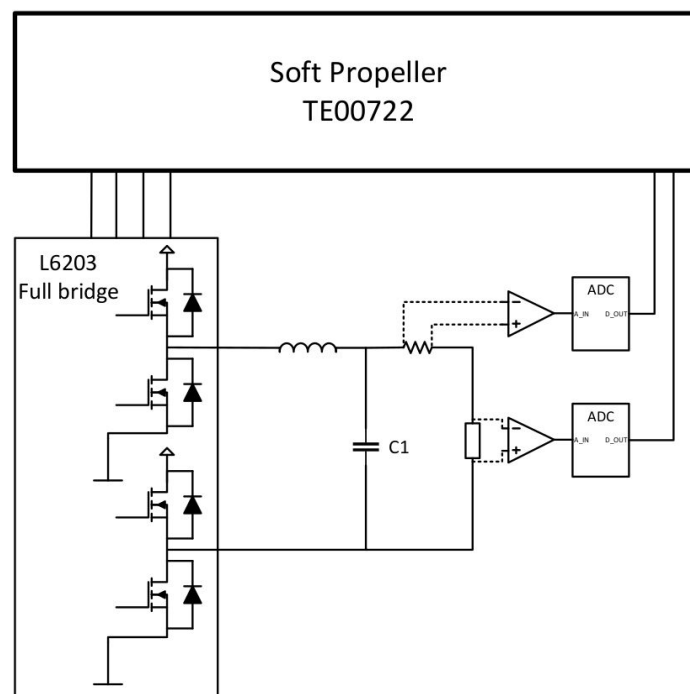 Soft Propeller
TE00722
L6203
Full bridge
ADC
A_IN D_OUT
C1
ADC
A_IN D_OUT